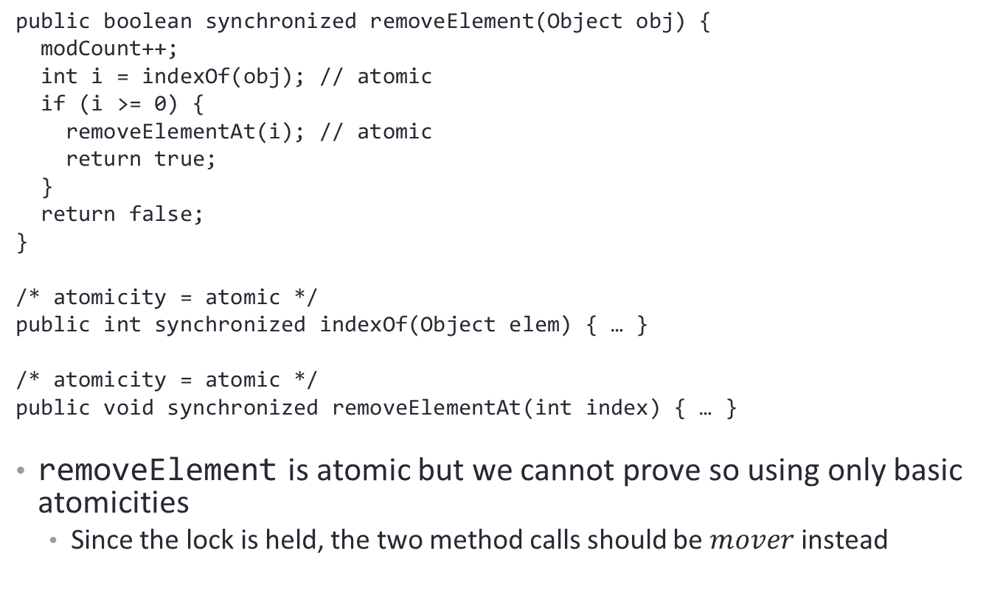 public boolean synchronized removeElement(Object obj) {
  modCount++;
  int i = indexOf(obj); // atomic
  if (i >= 0) {
    removeElementAt(i); // atomic
    return true;
  }
  return false;
}

/* atomicity = atomic */
public int synchronized indexOf(Object elem) { … }

/* atomicity = atomic */
public void synchronized removeElementAt(int index) { … }

• removeElement is atomic but we cannot prove so using only basic
atomicities
• Since the lock is held, the two method calls should be mover instead